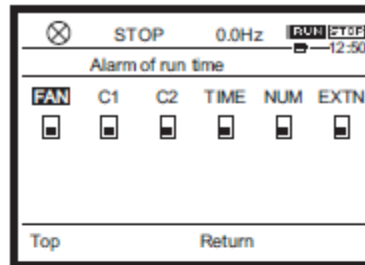 STOP 0.0Hz RUN STOP
12:50
Alarm of run time
FAN C1 C2 TIME NUM EXTN
Top Return